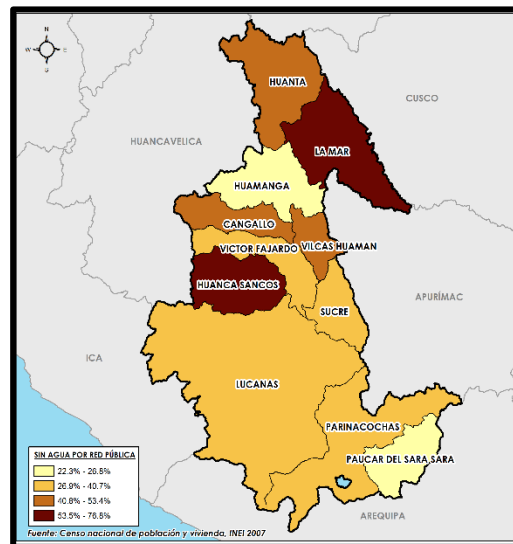 N
W
E
S
HUANTA
CUSCO
HUANCAVELICA
LA MAR
HUAMANGA
CANGALLO
VILCAS HUAMAN
VICTOR FAJARDO
HUANCA SANCOS
APURÍMAC
SUCRE
ICA
LUCANAS
PARINACOCHAS
PAUCAR DEL SARA SARA
AREQUIPA
SIN AGUA POR RED PÚBLICA
22.3% - 26.8%
26.9% - 40.7%
40.8% - 53.4%
53.5% - 76.8%
Fuente: Censo nacional de población y vivienda, INEI 2007